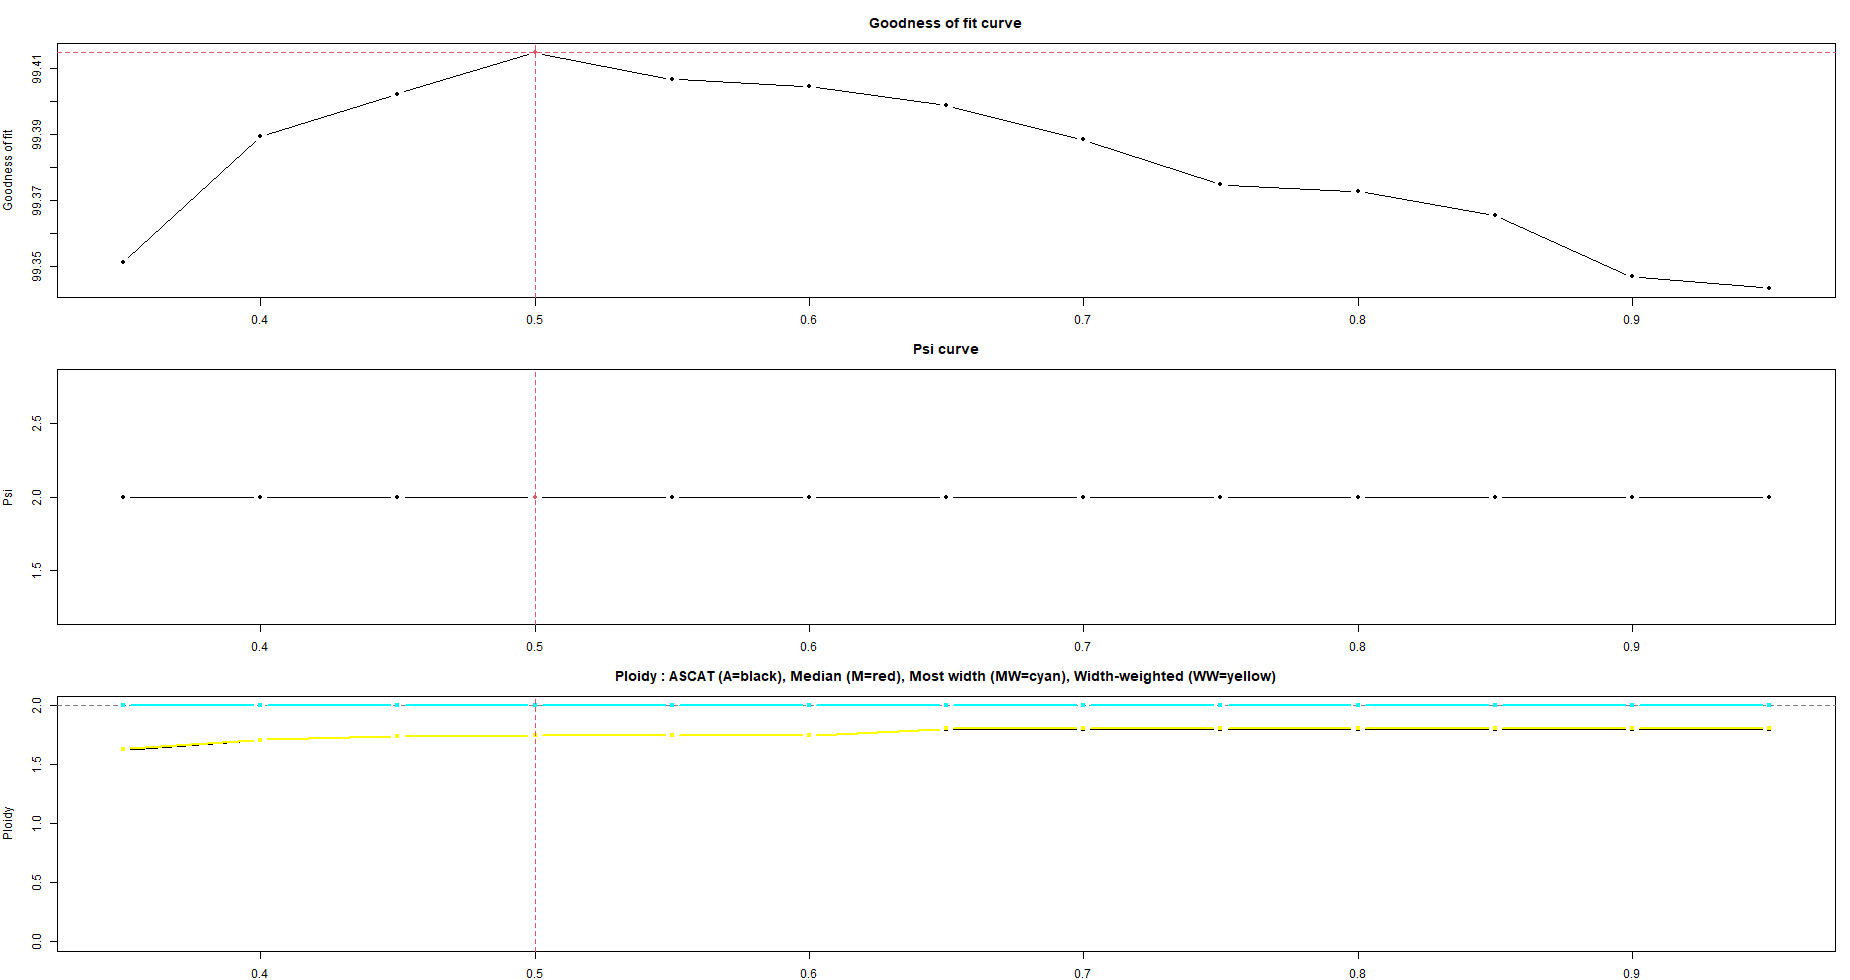 Goodness of fit curve
Goodness of fit
99.41
99.39
99.37
99.35
0.4 0.5 0.6 0.7 0.8 0.9
Psi curve
Psi
2.5
2.0
1.5
0.4 0.5 0.6 0.7 0.8 0.9
Ploidy : ASCAT (A=black), Median (M=red), Most width (MW=cyan), Width-weighted (WW=yellow)
Ploidy
2.0
1.5
1.0
0.5
0.0
0.4 0.5 0.6 0.7 0.8 0.9